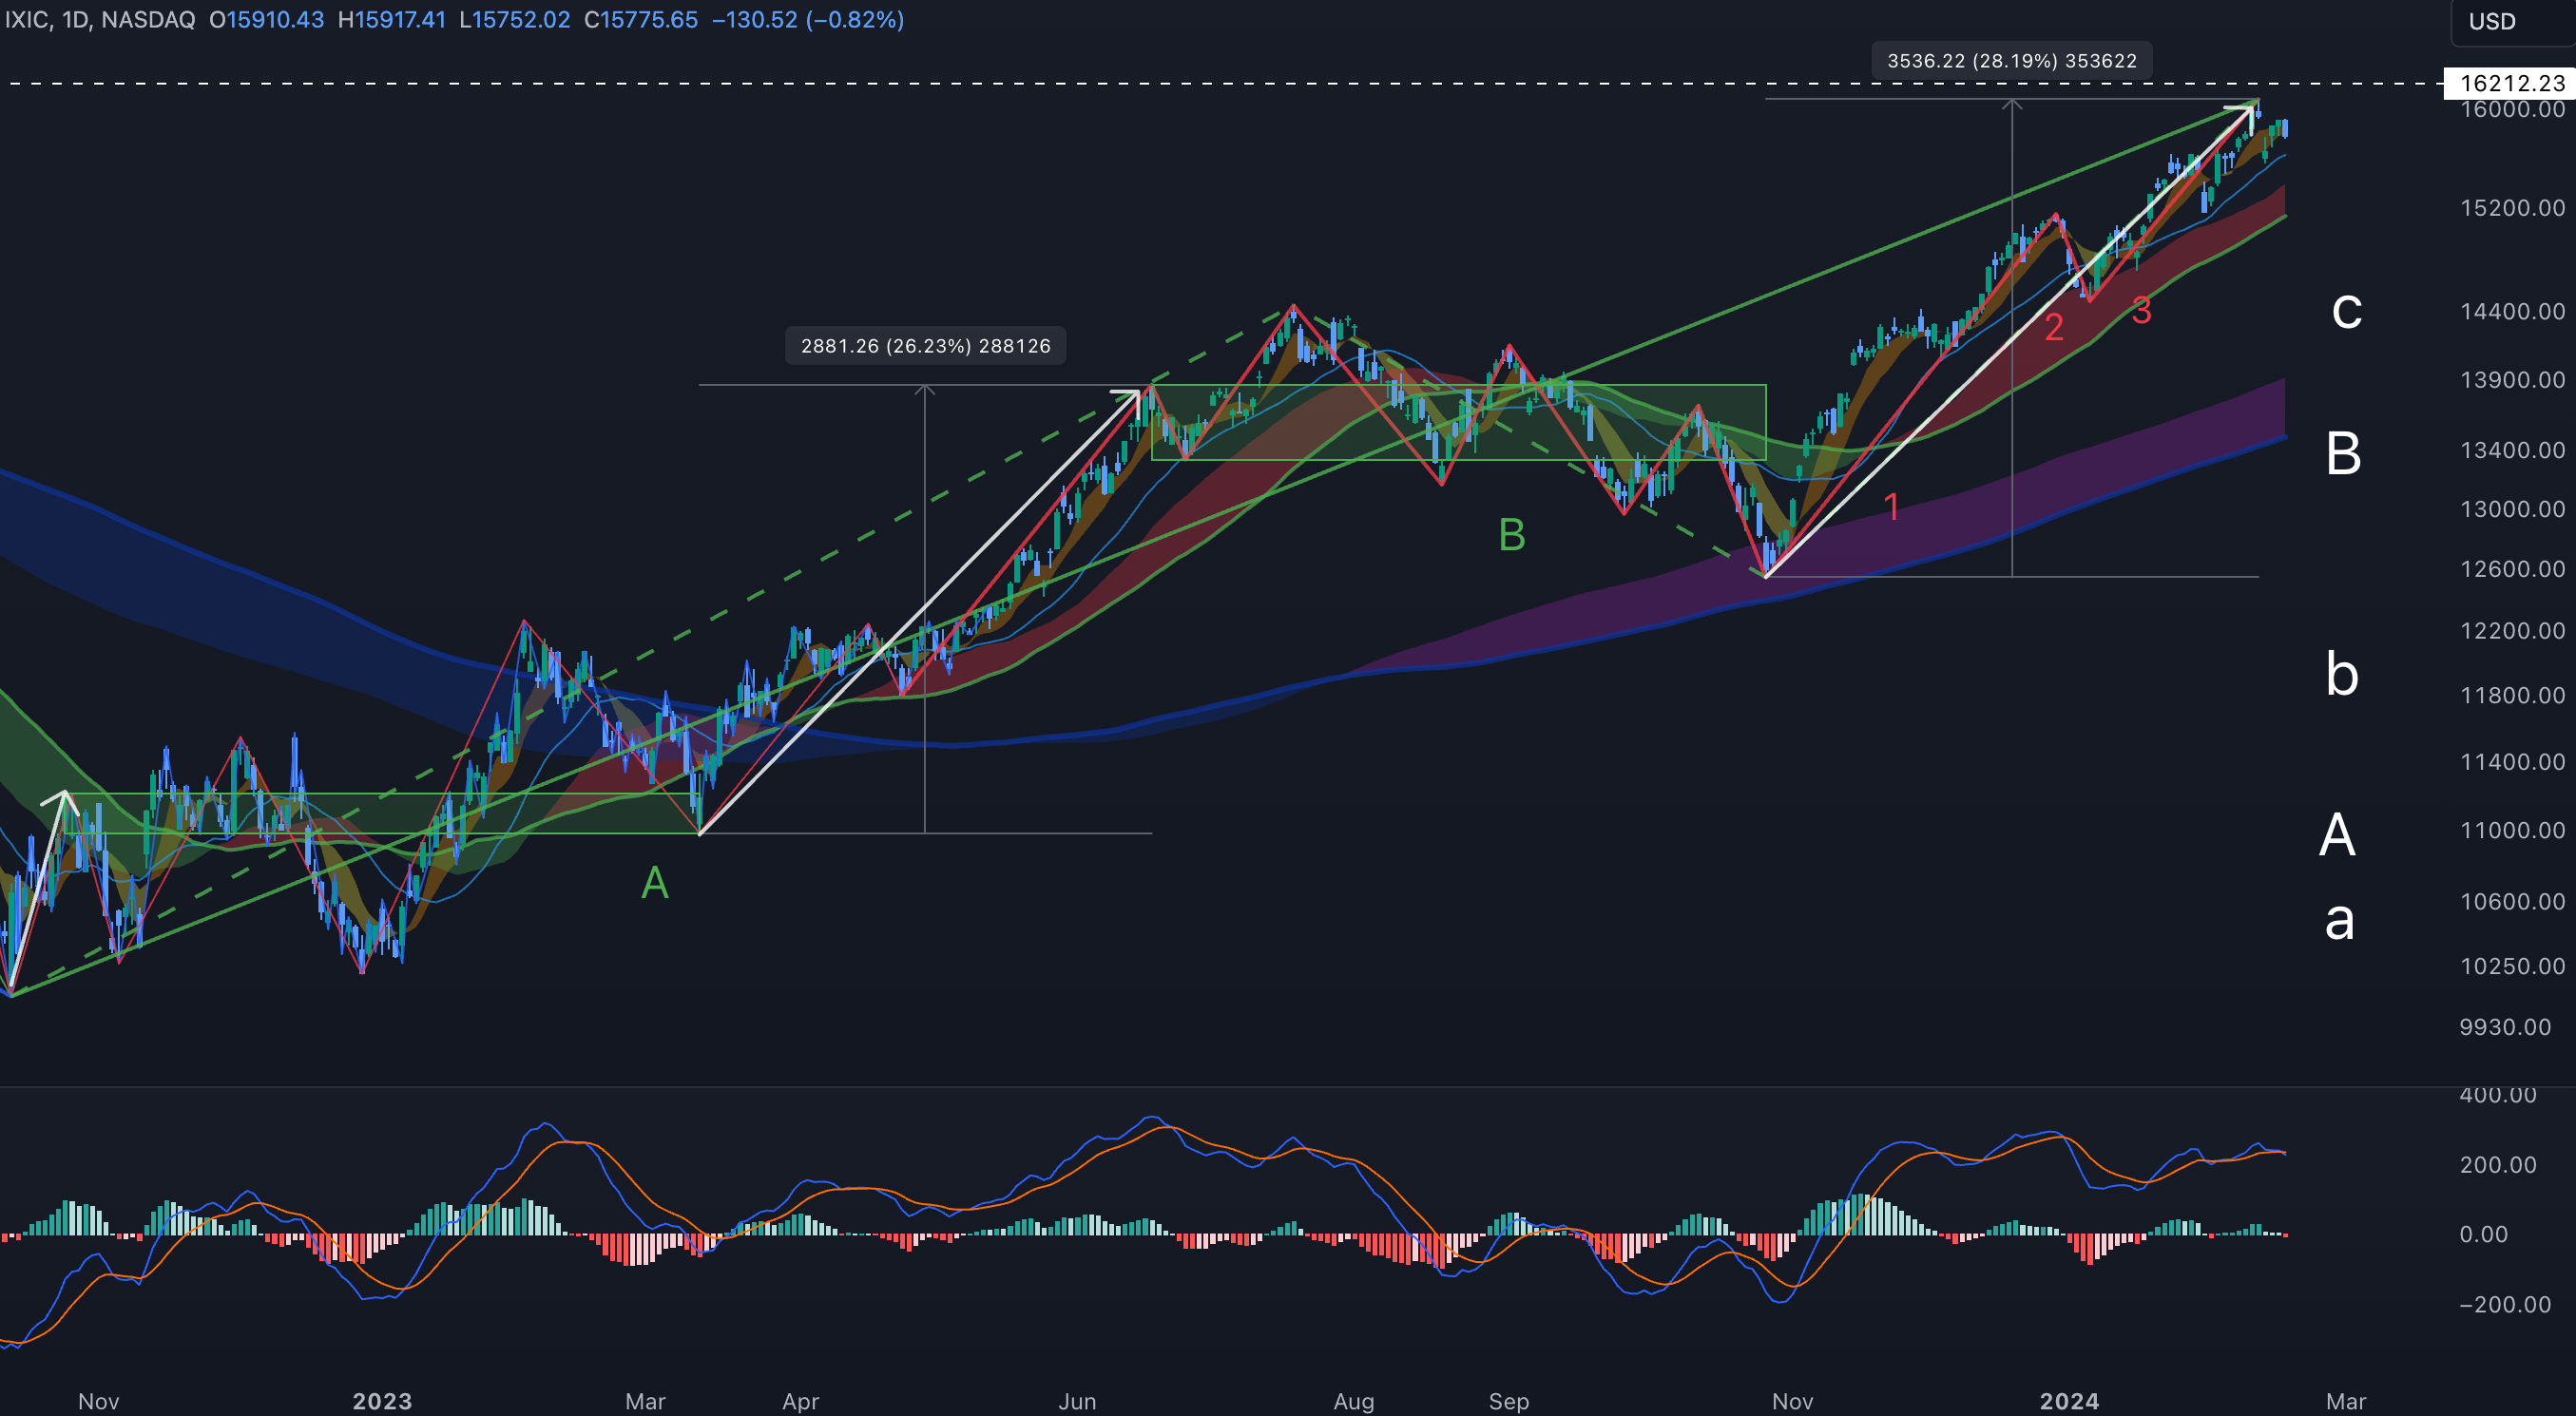 IXIC, 1D, NASDAQ O15910.43 H15917.41 L15752.02 C15775.65 −130.52 (−0.82%)
USD
3536.22 (28.19%) 353622
16212.23
16000.00
15200.00
2881.26 (26.23%) 288126
14400.00
13900.00
13400.00
13000.00
12600.00
12200.00
11800.00
11400.00
11000.00
10600.00
10250.00
9930.00
c
B
b
A
a
1
2
3
B
A
400.00
200.00
0.00
−200.00
Nov 2023 Mar Apr Jun Aug Sep Nov 2024 Mar